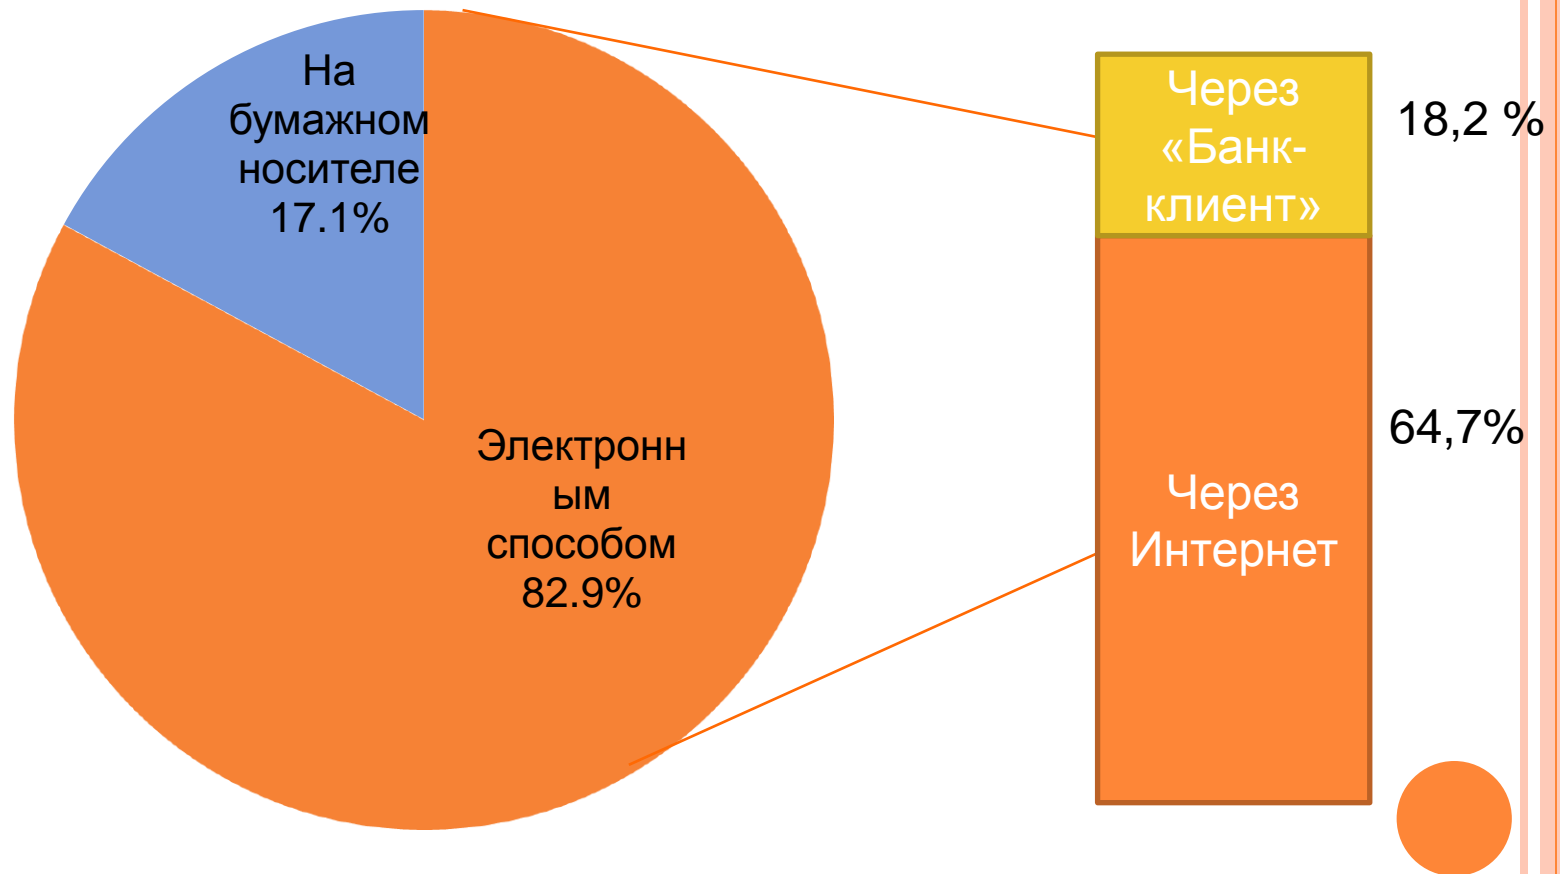 На
бумажном
носителе
17.1%
Электронн
ым
способом
82.9%
Через
«Банк-
клиент»
18,2 %
64,7%
Через
Интернет